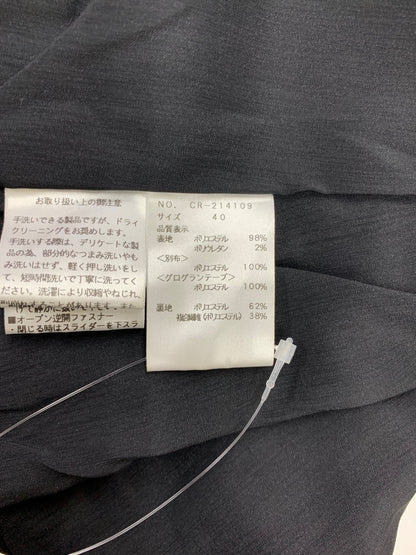 お取り扱い上の御注意
手洗いできる製品ですが、ドライ
クリーニングをお奨めします。
手洗いする際は、デリケートな製
品の為、部分的なつまみ洗いやも
み洗いはせず、軽く押し洗いをし
て、短時間洗いで丁寧に洗ってく
ださい。洗濯により収縮やねじれ、
■オープン逆開ファスナー
・閉じる時はスライダーを下スラ
NO. CR-214109
サイズ 40
品質表示
表地 ポリエステル 98%
ポリウレタン 2%
<別布>
ポリエステル 100%
<グログランテープ>
ポリエステル 100%
裏地 ポリエステル 62%
複合繊維(ポリエステル) 38%